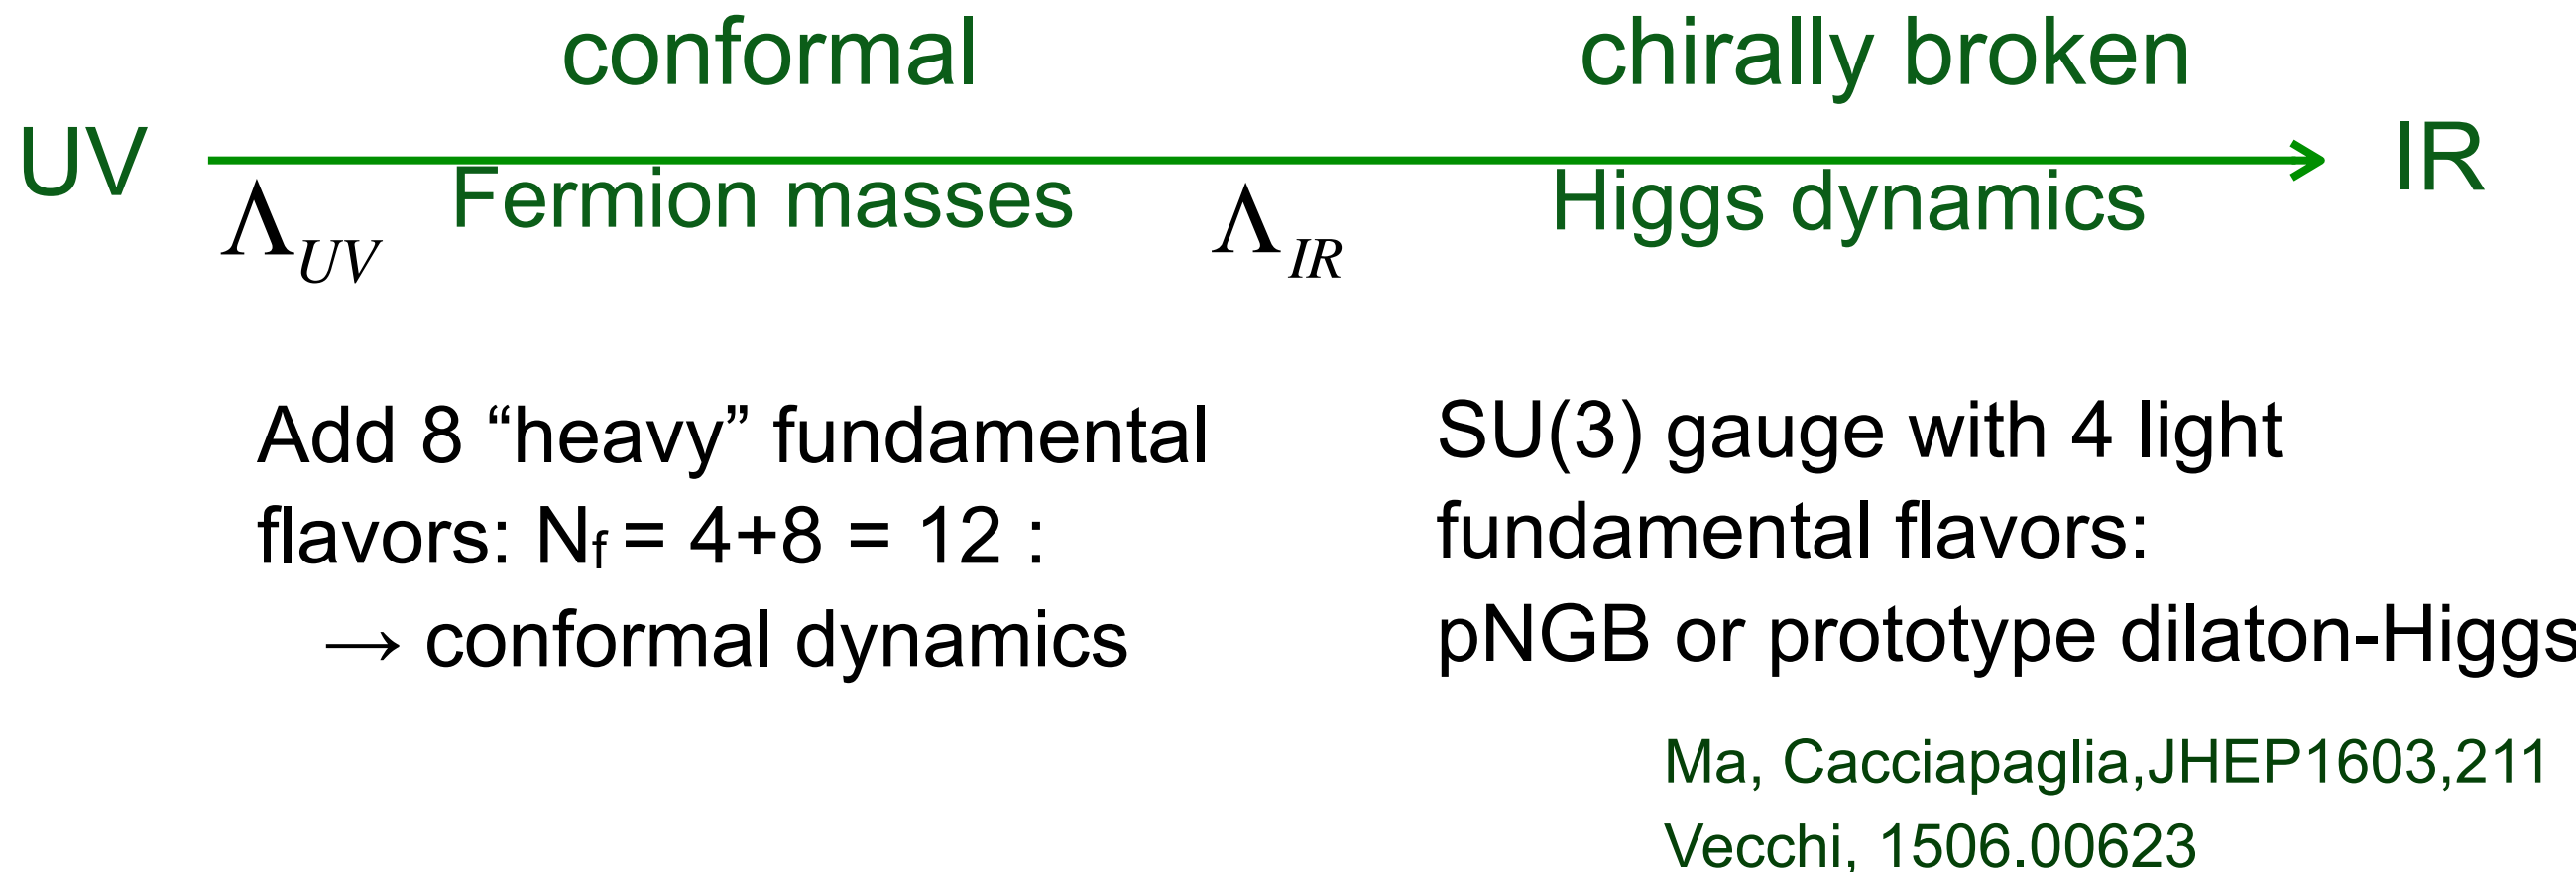 conformal chirally broken
UV IR
Λ_UV Fermion masses Λ_IR Higgs dynamics
Add 8 “heavy” fundamental
flavors: N_f = 4+8 = 12 :
→ conformal dynamics
SU(3) gauge with 4 light
fundamental flavors:
pNGB or prototype dilaton-Higgs
Ma, Cacciapaglia,JHEP1603,211
Vecchi, 1506.00623